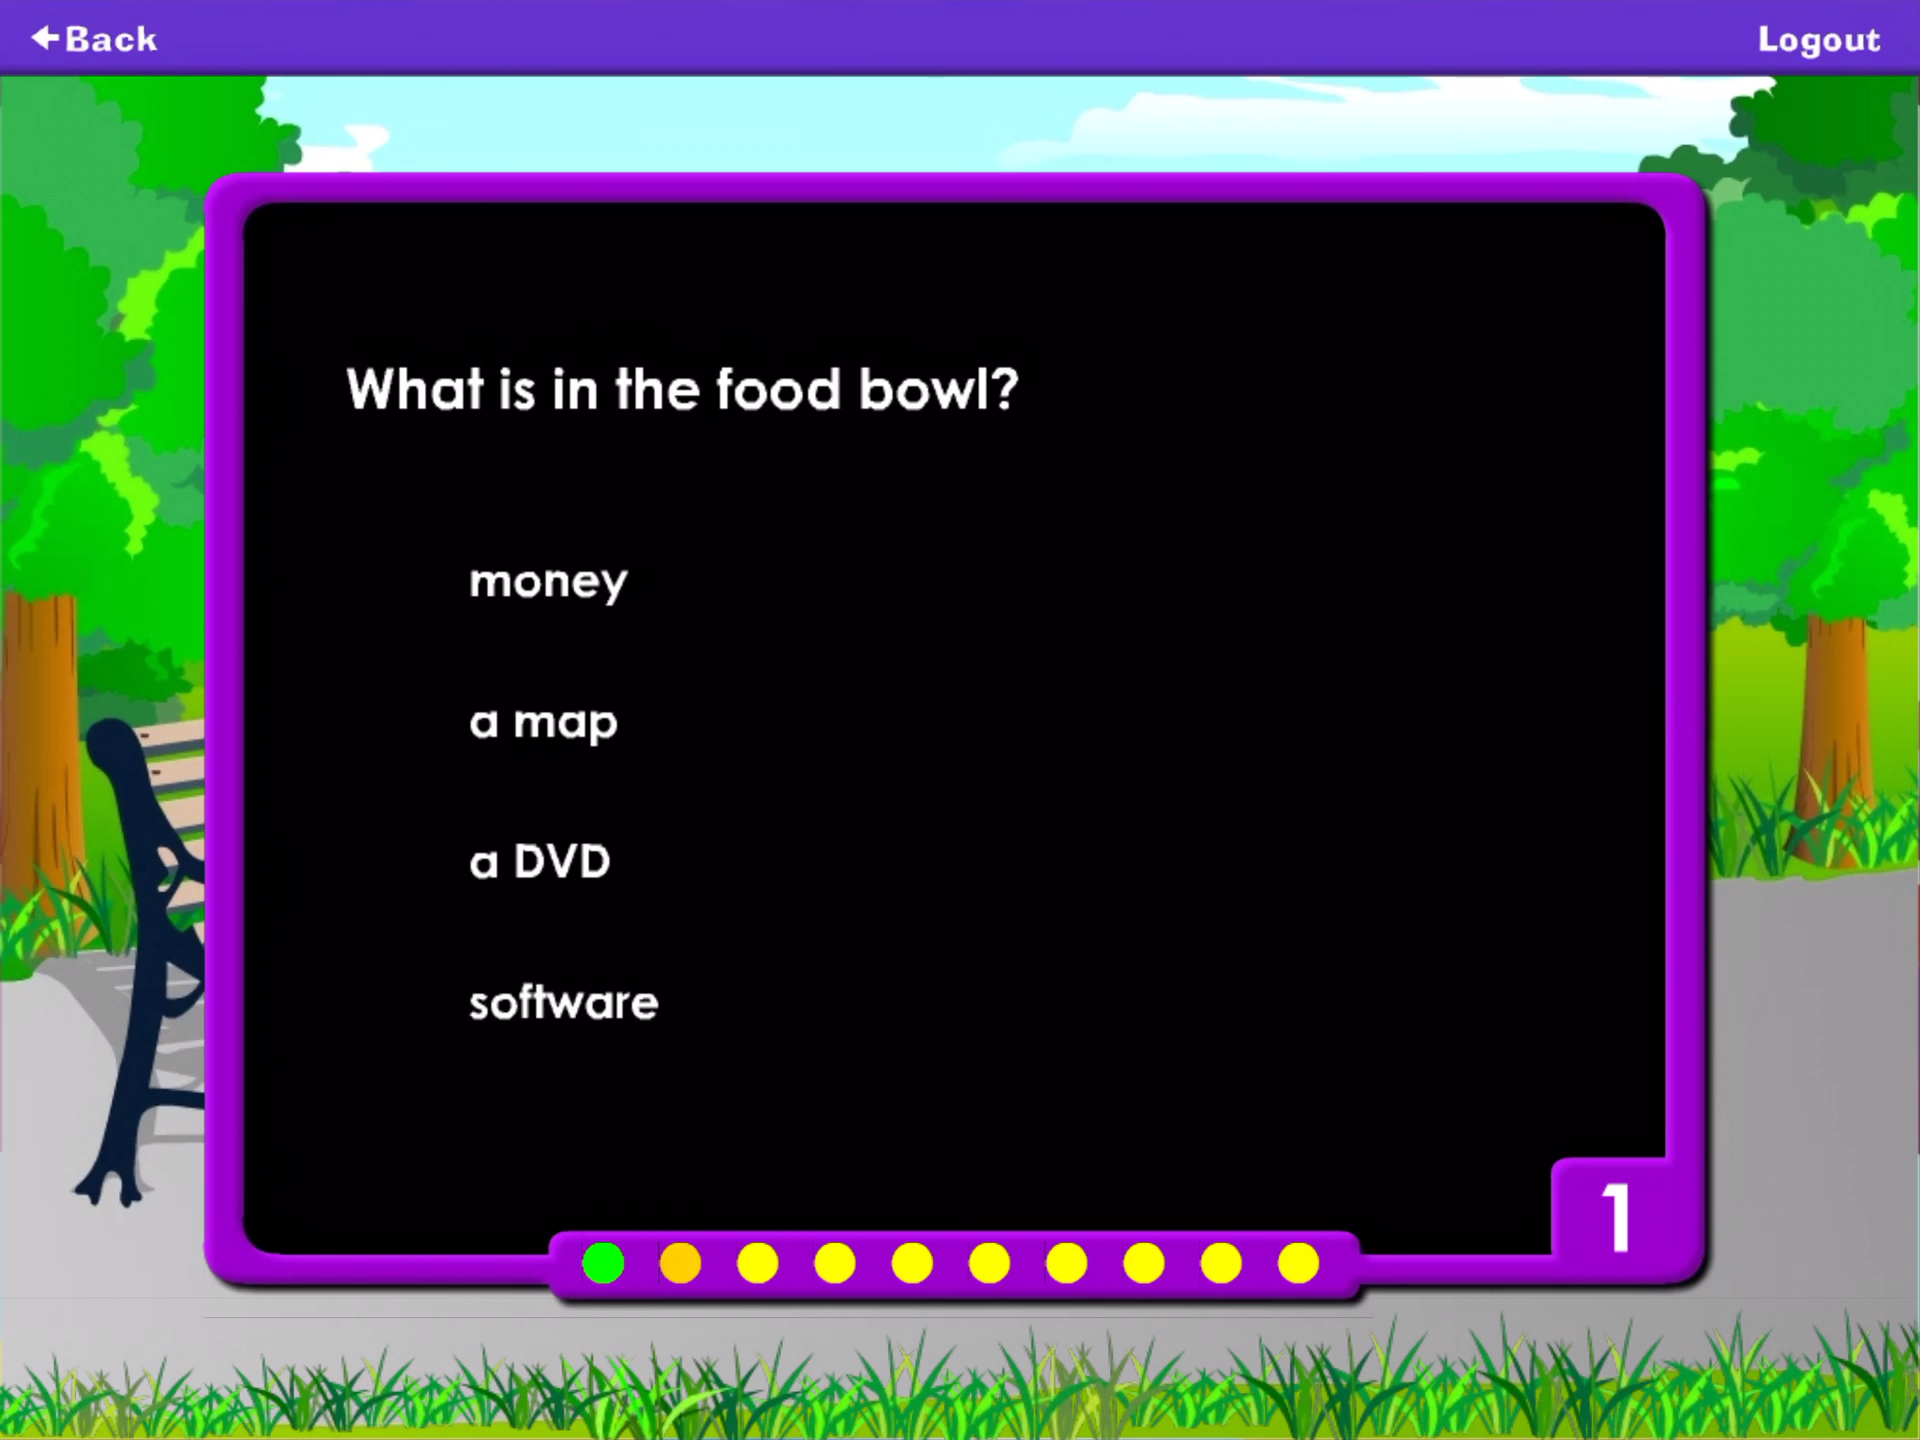 Back
Logout
What is in the food bowl?
money
a map
a DVD
software
1